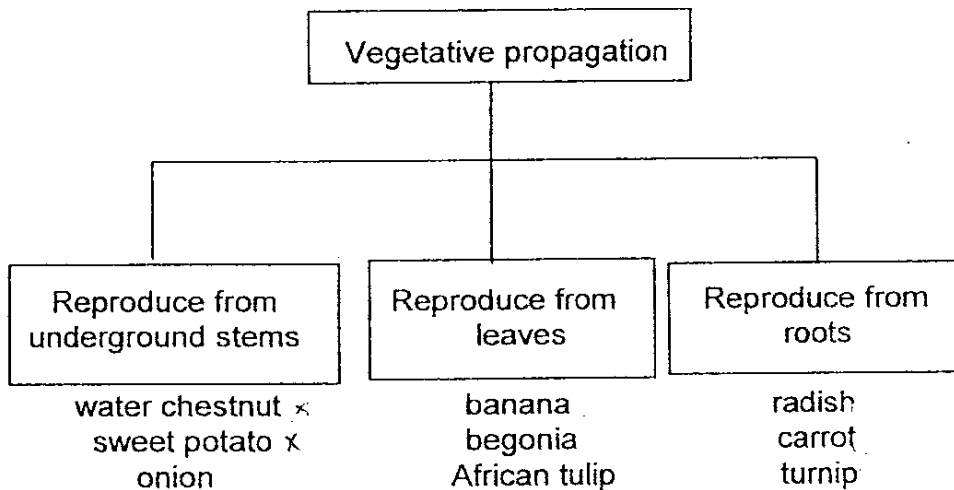 Vegetative propagation
Reproduce from
underground stems
water chestnut x
sweet potato x
onion
Reproduce from
leaves
banana
begonia
African tulip
Reproduce from
roots
radish
carrot
turnip